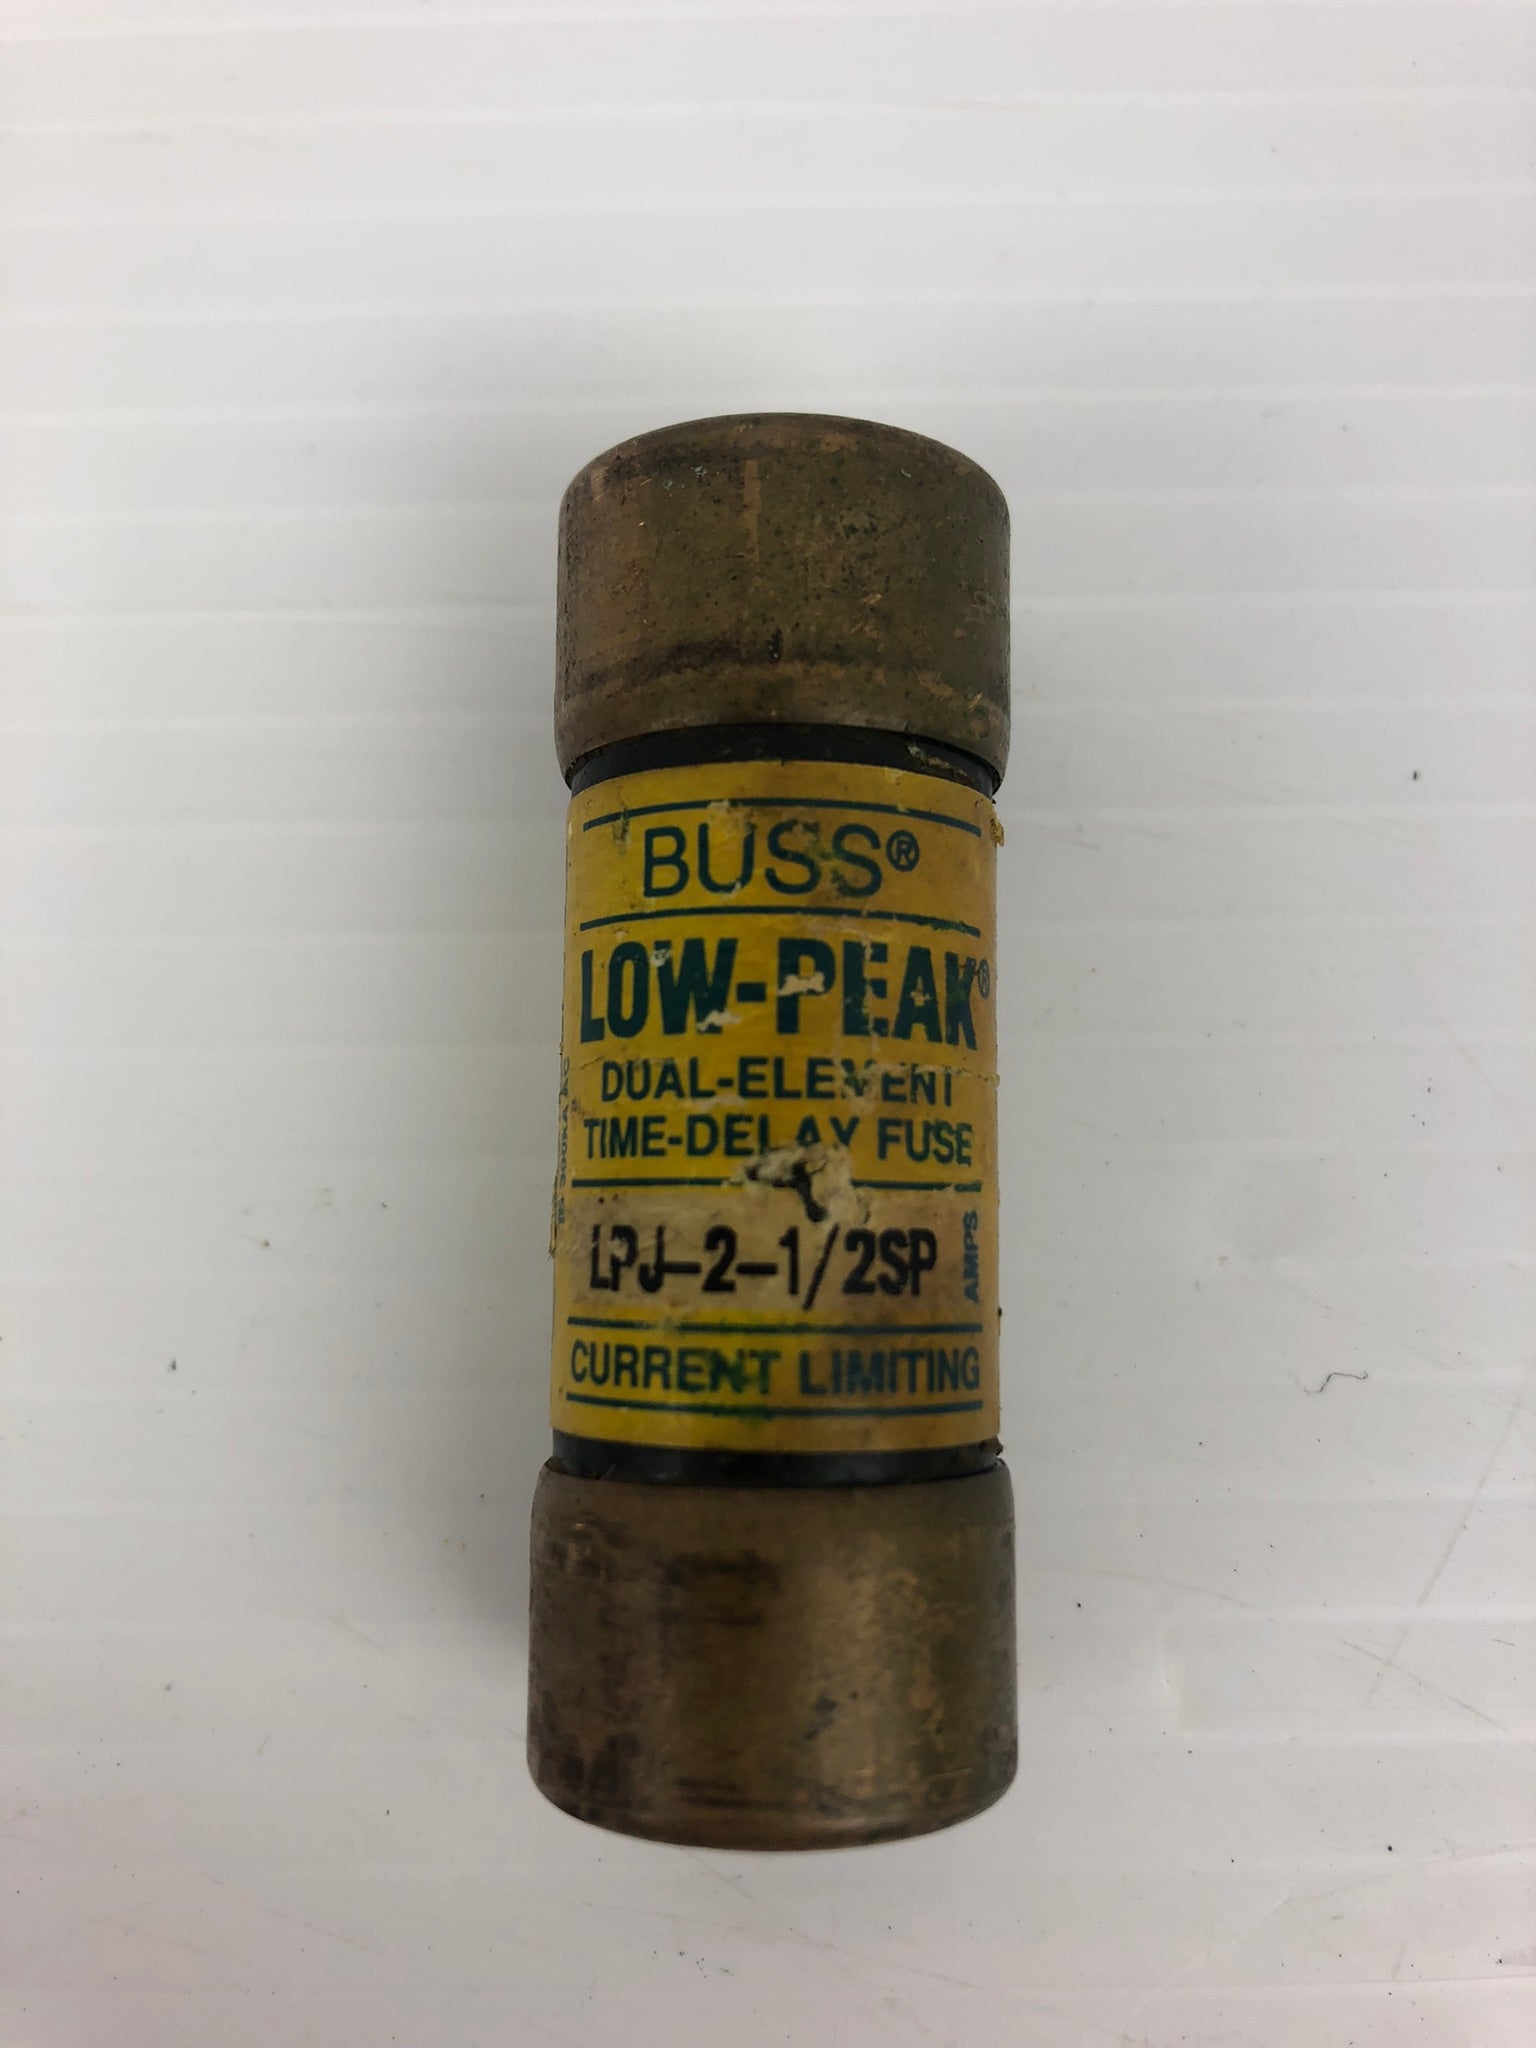 BUSS®
LOW-PEAK®
DUAL-ELEMENT
TIME-DELAY FUSE
LPJ-2-1/2SP
AMPS
CURRENT LIMITING